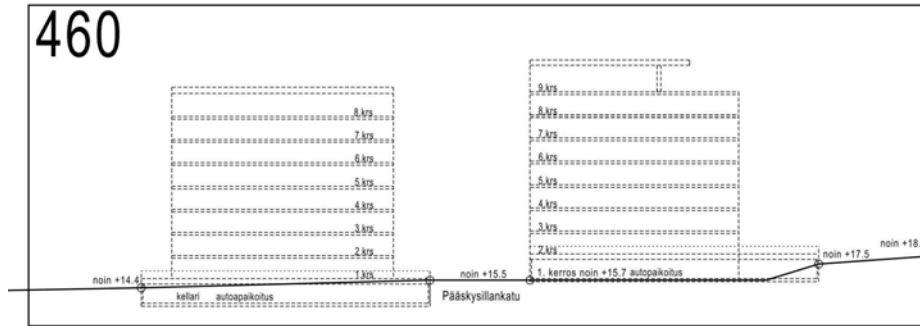 460
8.krs
7.krs
6.krs
5.krs
4.krs
3.krs
2.krs
1.krs
noin +14.4
kellari autoapaikoitus
noin +15.5
Pääskysillankatu
9.krs
8.krs
7.krs
6.krs
5.krs
4.krs
3.krs
2.krs
1. kerros noin +15.7 autopaikoitus
noin +17.5
noin +18.